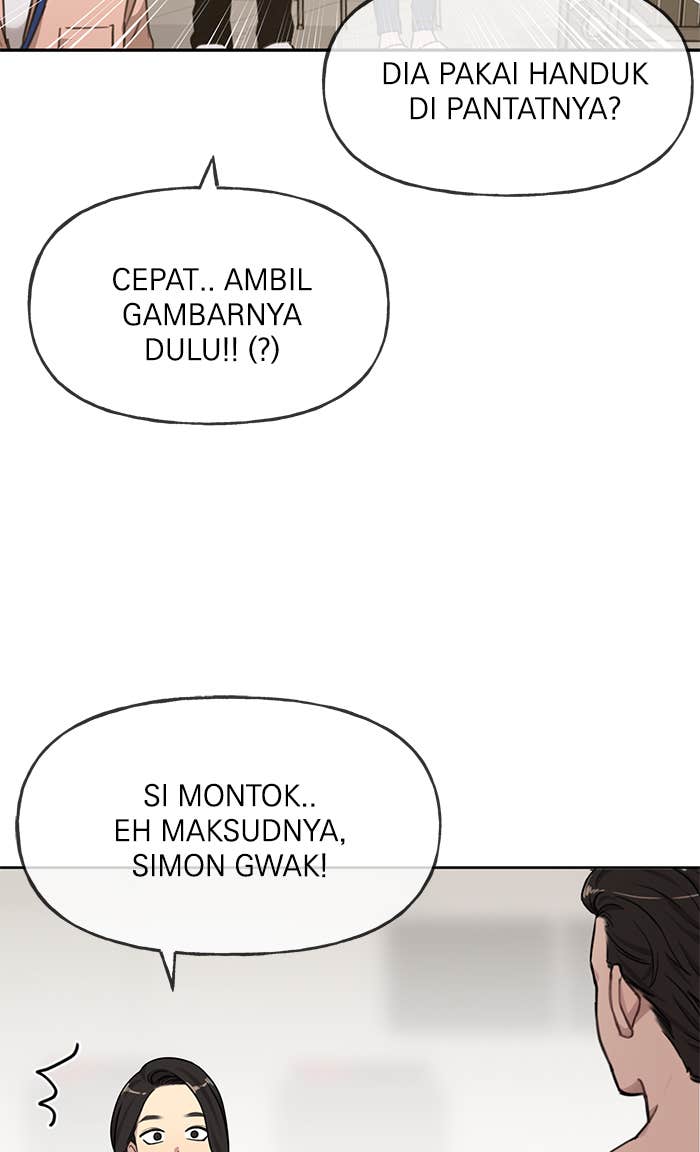 DIA PAKAI HANDUK
DI PANTATNYA?
CEPAT.. AMBIL
GAMBARNYA
DULU!! (?)
SI MONTOK..
EH MAKSUDNYA,
SIMON GWAK!